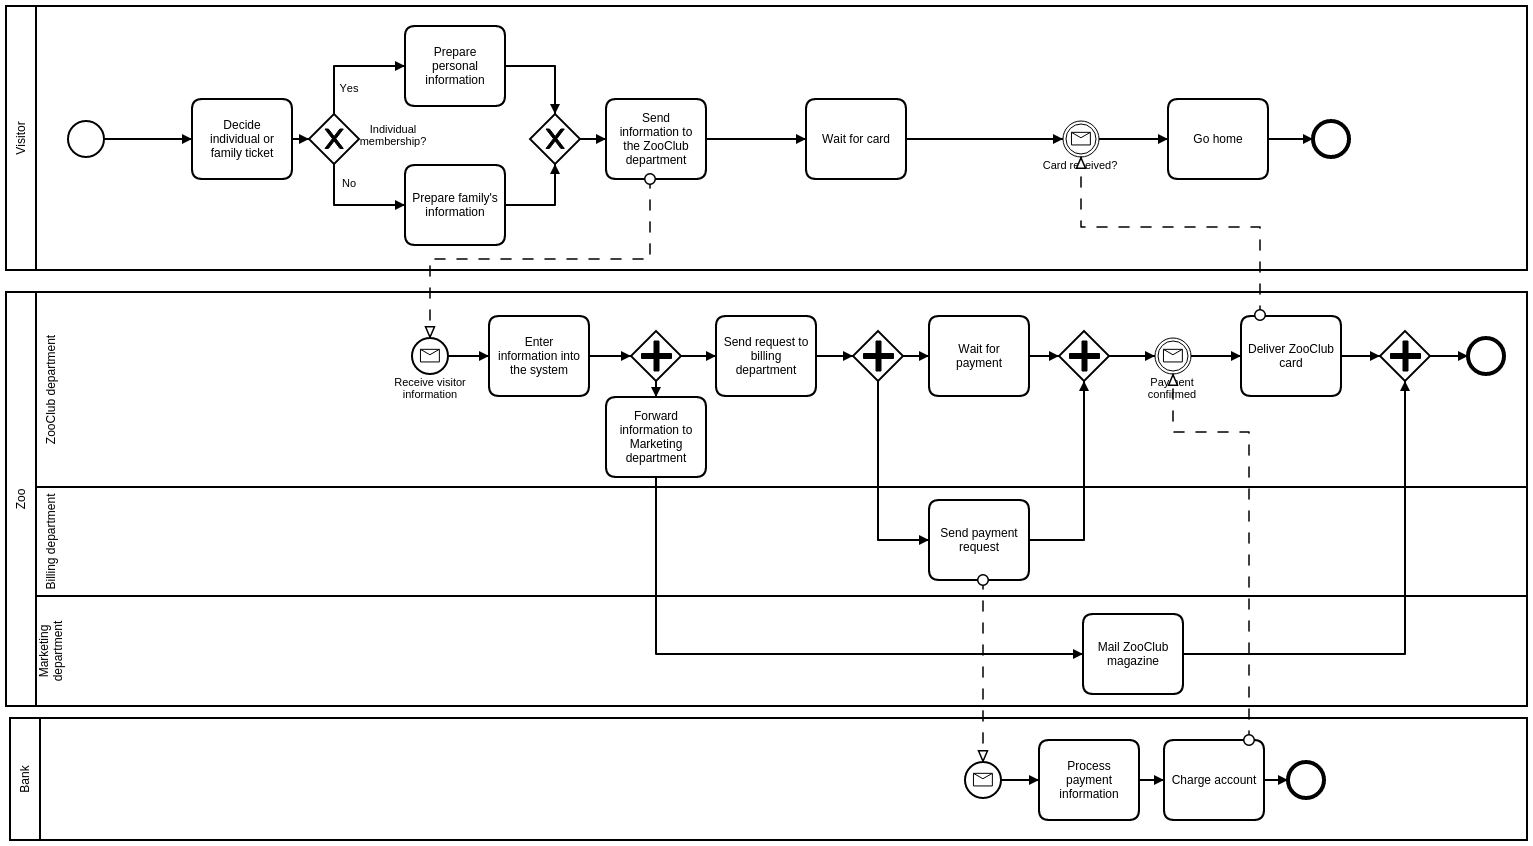 Visitor
Decide
individual or
family ticket
Yes
No
Individual
membership?
Prepare
personal
information
Prepare family's
information
Send
information to
the ZooClub
department
Wait for card
Card received?
Go home
Zoo
ZooClub department
Receive visitor
information
Enter
information into
the system
Forward
information to
Marketing
department
Send request to
billing
department
Wait for
payment
Payment
confirmed
Deliver ZooClub
card
Billing department
Send payment
request
Marketing
department
Mail ZooClub
magazine
Bank
Process
payment
information
Charge account